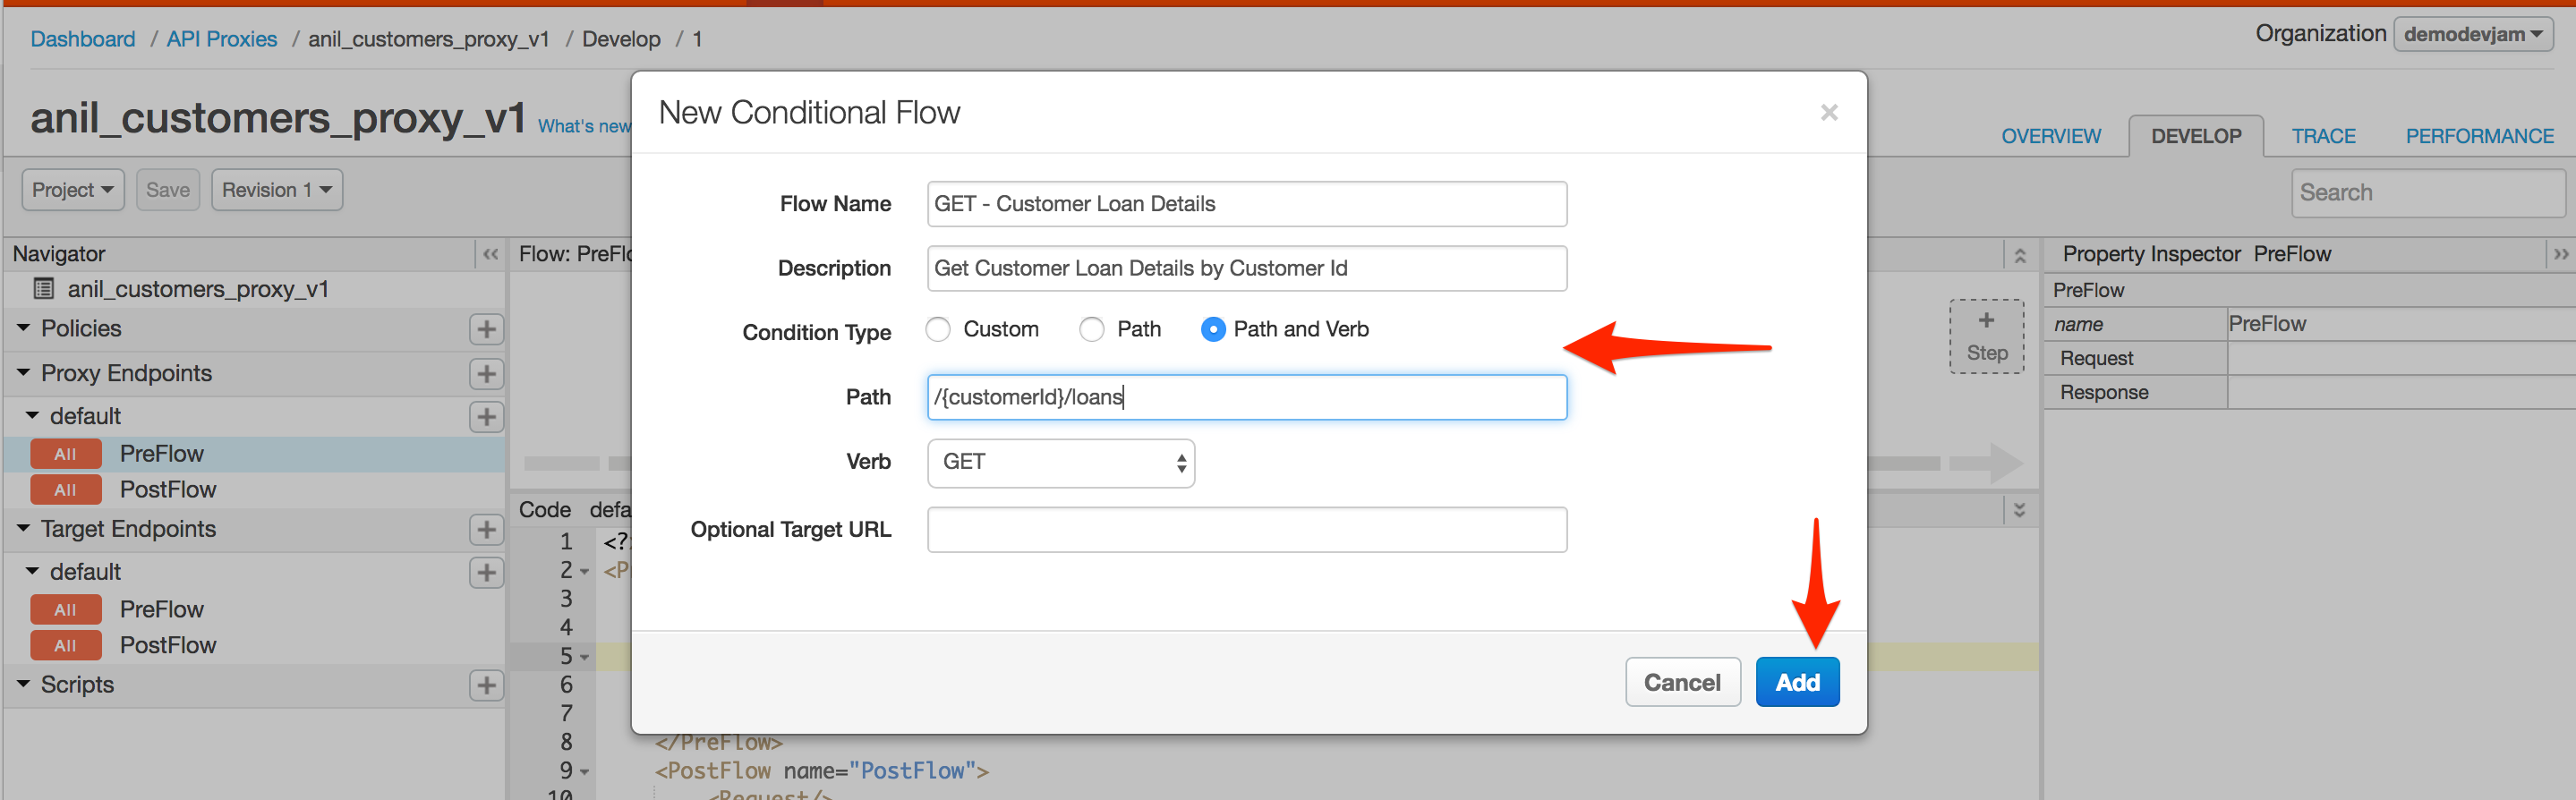 Dashboard / API Proxies / anil_customers_proxy_v1 / Develop / 1
Organization demodevjam
anil_customers_proxy_v1 What's new
OVERVIEW DEVELOP TRACE PERFORMANCE
Project Save Revision 1
Search
Navigator
anil_customers_proxy_v1
Policies
Proxy Endpoints
default
All PreFlow
All PostFlow
Target Endpoints
default
All PreFlow
All PostFlow
Scripts
Flow: PreFlo
+
Step
Code defa
1 <?
2 <P
3
4
5
6
7
8 </PreFlow>
9 <PostFlow name="PostFlow">
10 <Request/>
New Conditional Flow ×
Flow Name GET - Customer Loan Details
Description Get Customer Loan Details by Customer Id
Condition Type Custom Path Path and Verb
Path /{customerId}/loans
Verb GET
Optional Target URL
Cancel Add
Property Inspector PreFlow
PreFlow
name PreFlow
Request
Response